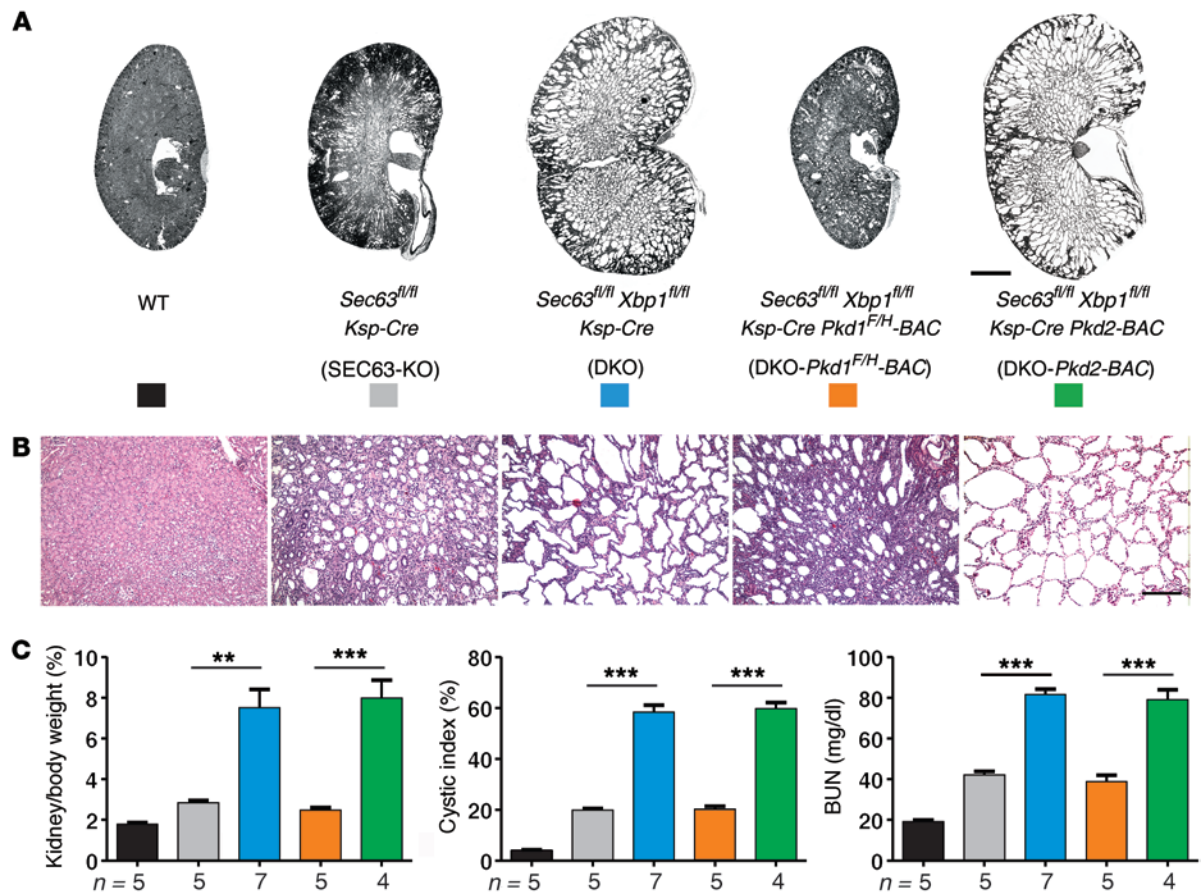 A
WT
Sec63fl/fl
Ksp-Cre
(SEC63-KO)
Sec63fl/fl Xbp1fl/fl
Ksp-Cre
(DKO)
Sec63fl/fl Xbp1fl/fl
Ksp-Cre Pkd1F/H-BAC
(DKO-Pkd1F/H-BAC)
Sec63fl/fl Xbp1fl/fl
Ksp-Cre Pkd2-BAC
(DKO-Pkd2-BAC)
B
C
Kidney/body weight (%)
10
8
6
4
2
0
**
***
n = 5 5 7 5 4
Cystic index (%)
80
60
40
20
0
***
***
5 5 7 5 4
BUN (mg/dl)
100
80
60
40
20
0
***
***
5 5 7 5 4